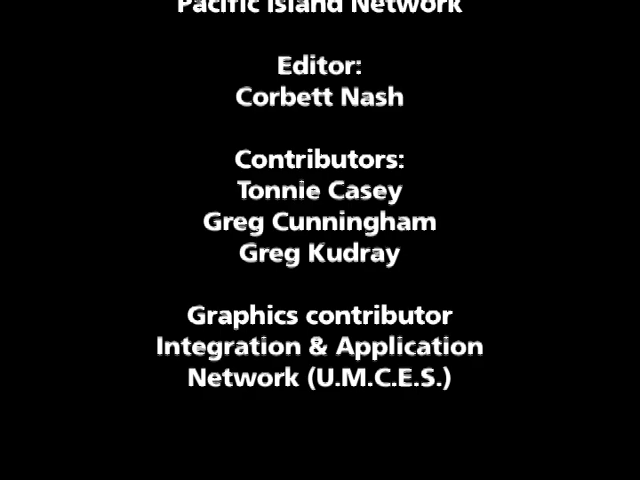 Pacific Island Network
Editor:
Corbett Nash
Contributors:
Tonnie Casey
Greg Cunningham
Greg Kudray
Graphics contributor
Integration & Application
Network (U.M.C.E.S.)